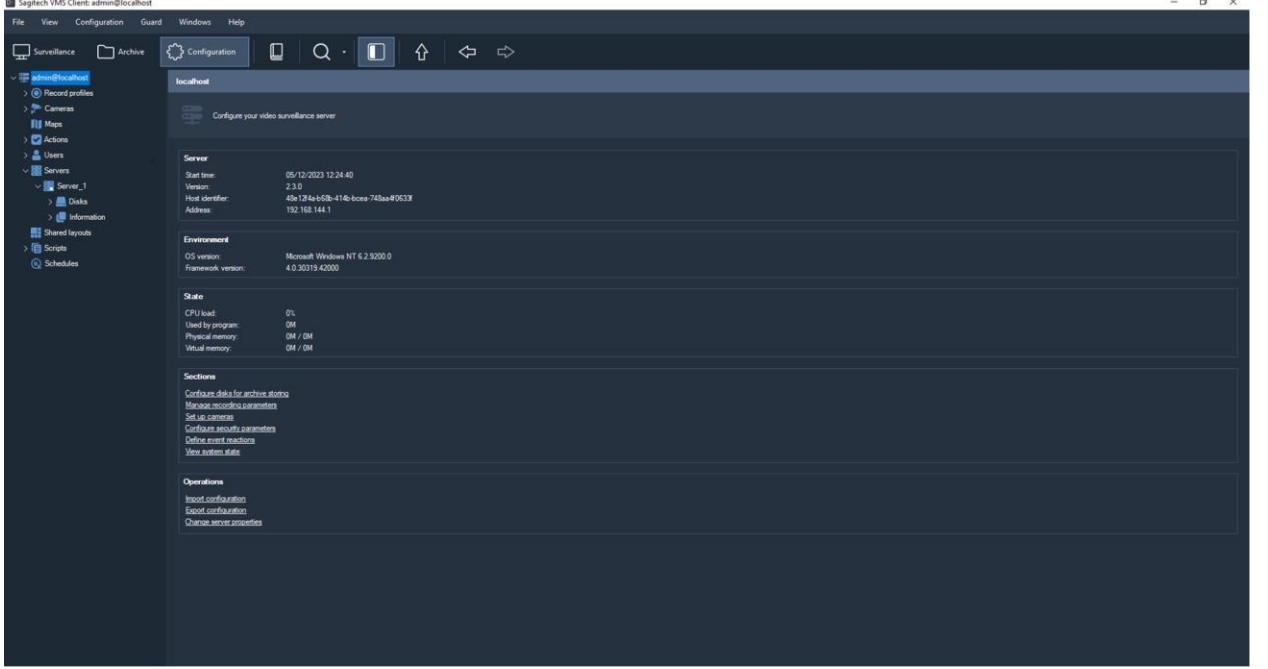 Sagitech VMS Client: admin@localhost
File View Configuration Guard Windows Help
Surveillance Archive Configuration
admin@localhost
Record profiles
Cameras
Maps
Actions
Users
Servers
Server_1
Disks
Information
Shared layouts
Scripts
Schedules
localhost
Configure your video surveillance server
Server
Start time: 05/12/2023 12:24:40
Version: 2.3.0
Host identifier:
Address: 192.168.144.1
Environment
OS version: Microsoft Windows NT 6.2.9200.0
Framework version: 4.0.30319.42000
State
CPU load: 0%
Used by program: 0M
Physical memory: 0M / 0M
Virtual memory: 0M / 0M
Sections
Configure disks for archive storing
Manage recording parameters
Set up cameras
Configure security parameters
Define event reactions
View system state
Operations
Import configuration
Export configuration
Change server properties